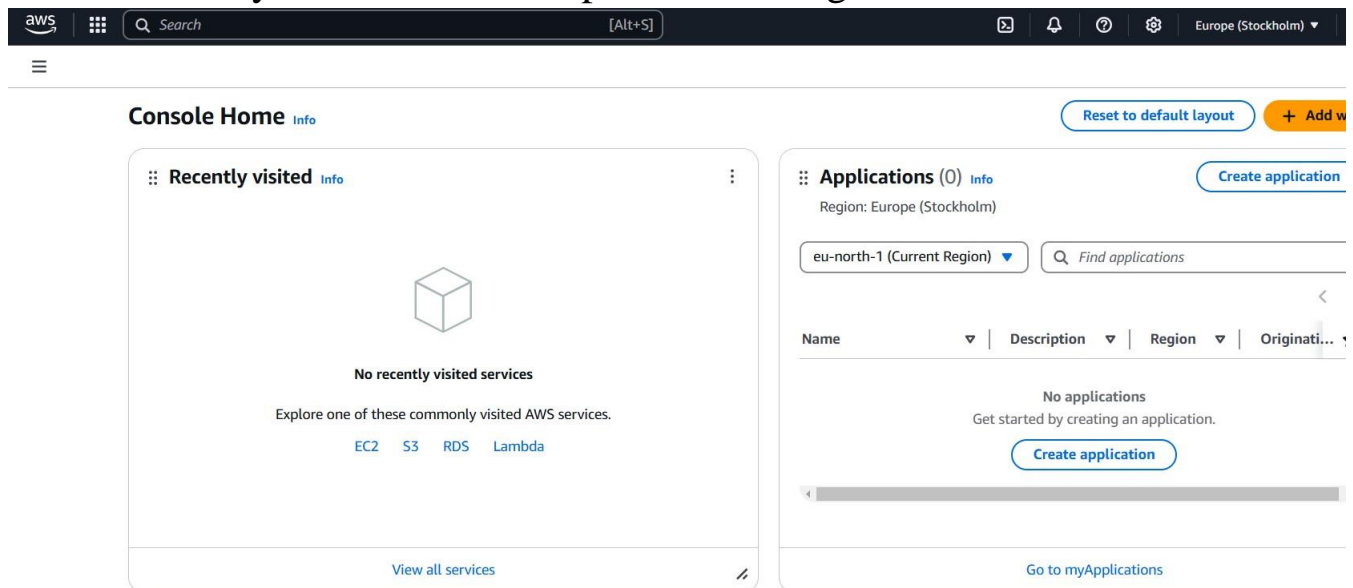 aws
Search [Alt+S]
Europe (Stockholm)
Console Home Info
Reset to default layout
+ Add w
Recently visited Info
No recently visited services
Explore one of these commonly visited AWS services.
EC2 S3 RDS Lambda
View all services
Applications (0) Info
Create application
Region: Europe (Stockholm)
eu-north-1 (Current Region)
Find applications
Name Description Region Originati...
No applications
Get started by creating an application.
Create application
Go to myApplications